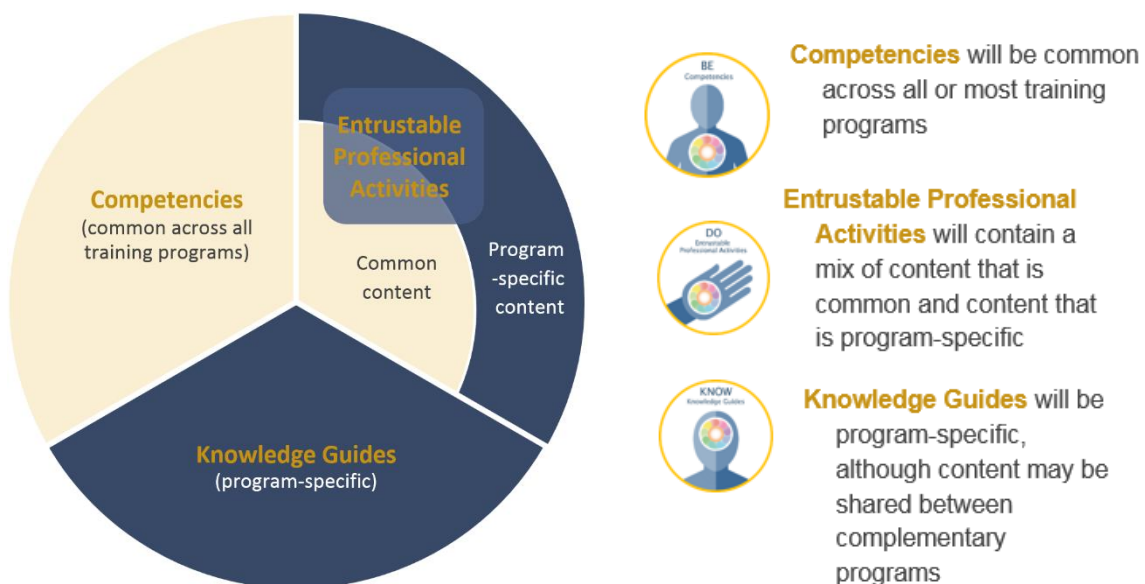 Competencies
(common across all
training programs)
Entrustable
Professional
Activities
Common
content
Program
-specific
content
Knowledge Guides
(program-specific)
BE
Competencies
Competencies will be common
across all or most training
programs
DO
Entrustable
Professional Activities
Entrustable Professional
Activities will contain a
mix of content that is
common and content that
is program-specific
KNOW
Knowledge Guides
Knowledge Guides will be
program-specific,
although content may be
shared between
complementary
programs